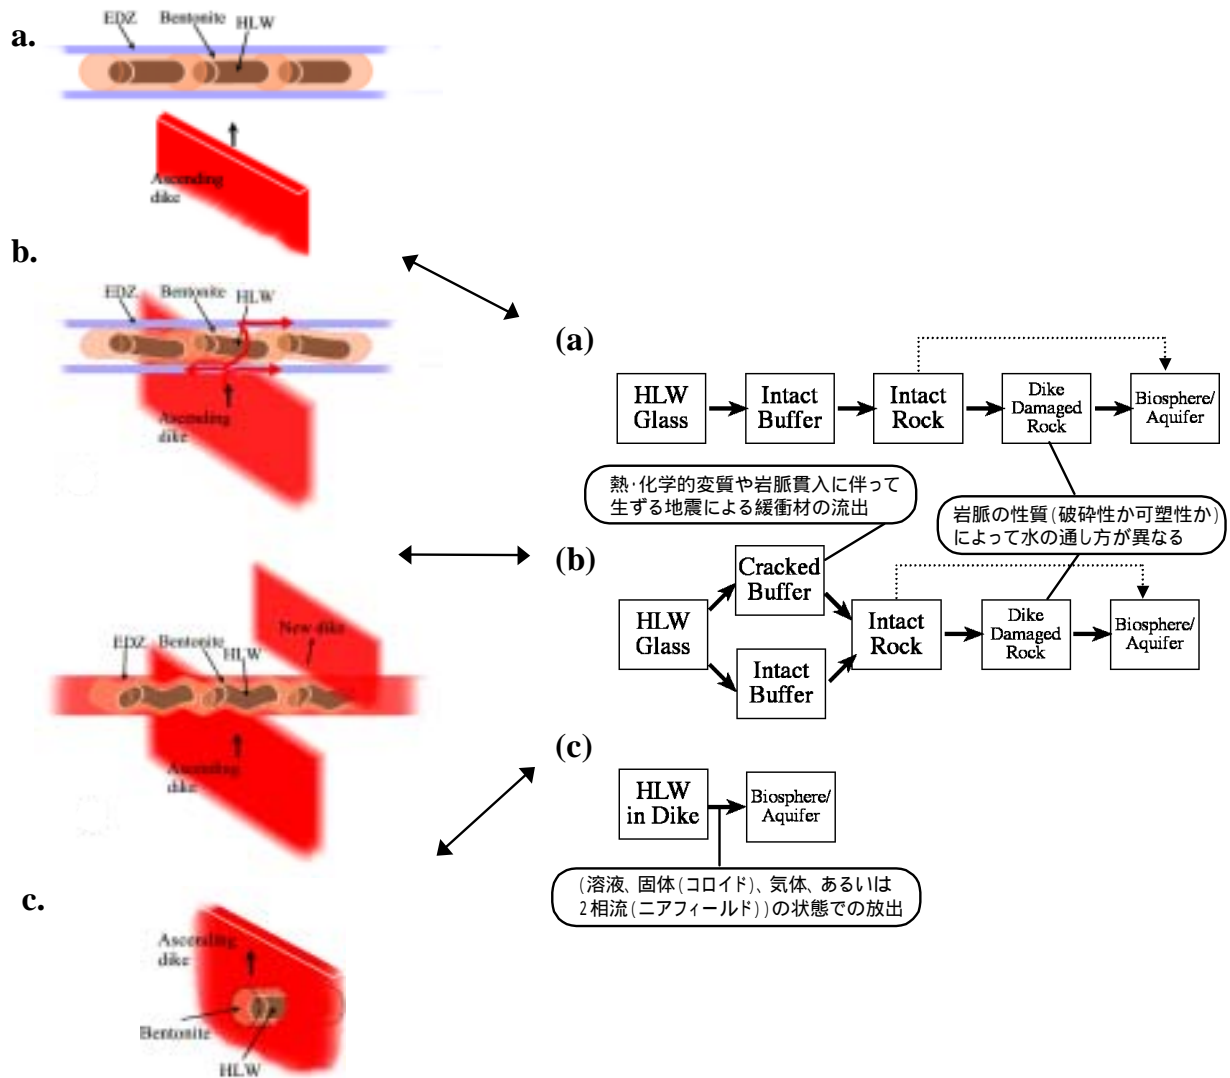 a.
EDZ
Bentonite
HLW
Ascending
dike
b.
EDZ
Bentonite
HLW
Ascending
dike
New dike
EDZ
Bentonite
HLW
Ascending
dike
c.
Ascending
dike
Bentonite
HLW
(a)
HLW
Glass
Intact
Buffer
Intact
Rock
Dike
Damaged
Rock
Biosphere/
Aquifer
熱・化学的変質や岩脈貫入に伴って
生ずる地震による緩衝材の流出
岩脈の性質(破砕性か可塑性か)
によって水の通し方が異なる
(b)
HLW
Glass
Cracked
Buffer
Intact
Buffer
Intact
Rock
Dike
Damaged
Rock
Biosphere/
Aquifer
(c)
HLW
in Dike
Biosphere/
Aquifer
(溶液、固体(コロイド)、気体、あるいは
2相流(ニアフィールド))の状態での放出